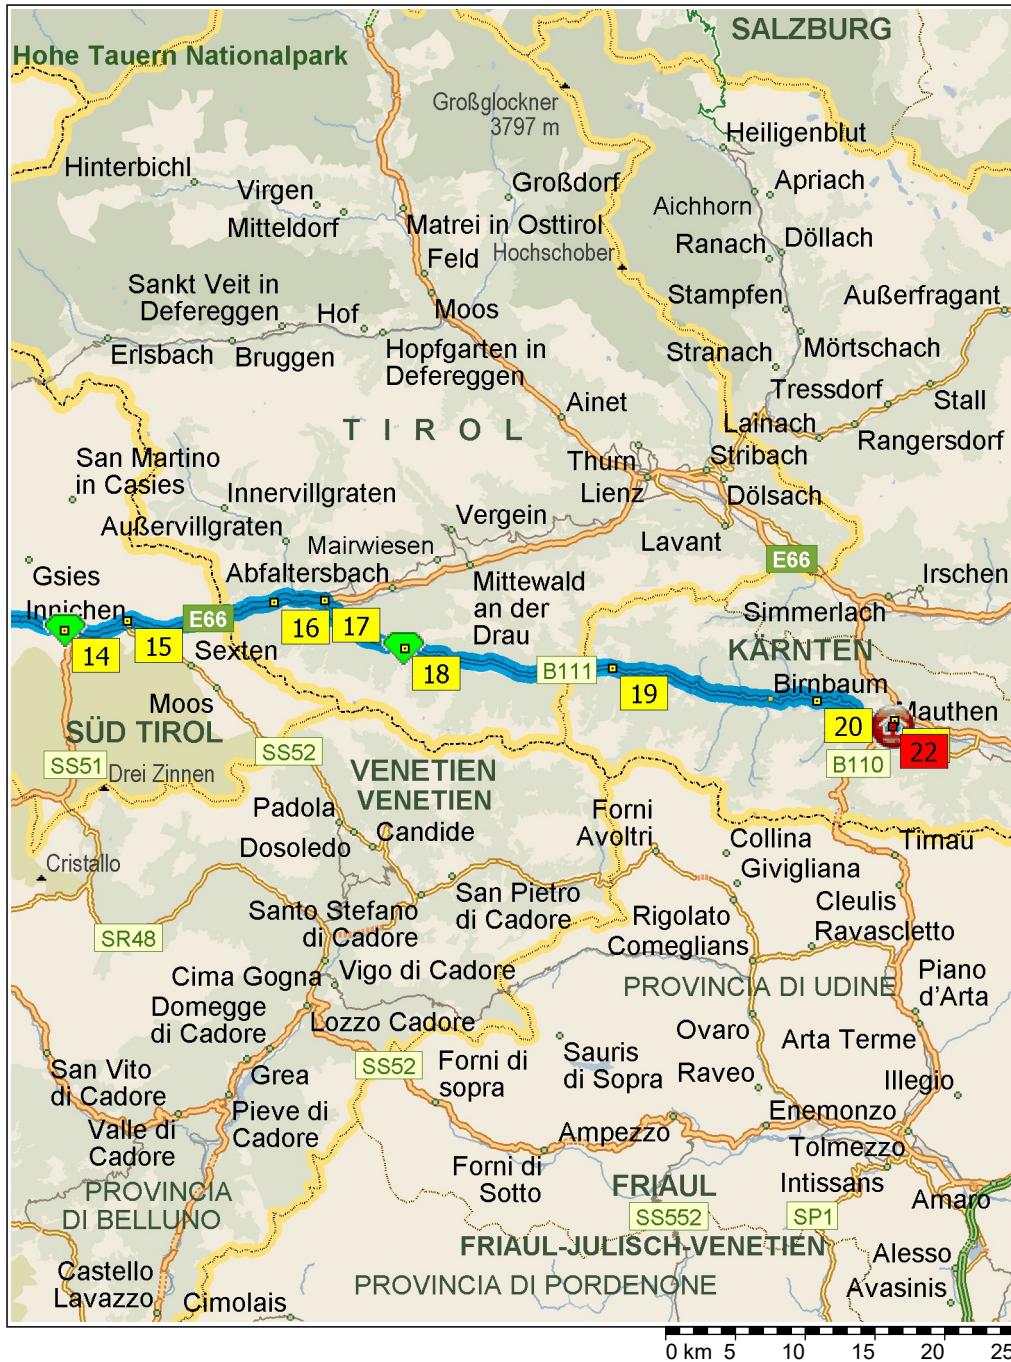 SALZBURG
Hohe Tauern Nationalpark
Großglockner
3797 m
Heiligenblut
Hinterbichl
Virgen
Großdorf
Apriach
Aichhorn
Mitteldorf
Matrei in Osttirol
Ranach
Döllach
Hochschober
Feld
Sankt Veit in
Defereggen
Hof
Moos
Stampfen
Außerfragant
Erlsbach
Bruggen
Hopfgarten in
Defereggen
Stranach
Mörtschach
Tressdorf
Stall
Ainet
TIROL
Lainach
Rangersdorf
San Martino
in Casies
Thurn
Stribach
Innervillgraten
Lienz
Dölsach
Außervillgraten
Vergein
Lavant
Mairwiesen
E66
Gsies
Abfaltersbach
Mittewald
an der
Drau
Irschen
Innichen
E66
Simmerlach
14
15
16
17
Sexten
KÄRNTEN
18
B111
19
Birnbaum
Moos
20
Mauthen
22
SÜD TIROL
SS51
SS52
B110
Drei Zinnen
VENETIEN
VENETIEN
Padola
Candide
Forni
Avoltri
Collina
Timau
Dosoledo
Cristallo
Givigliana
San Pietro
di Cadore
Cleulis
Santo Stefano
di Cadore
Rigolato
Ravascletto
SR48
Comeglians
Cima Gogna
Vigo di Cadore
Piano
d'Arta
PROVINCIA DI UDINE
Domegge
di Cadore
Lozzo Cadore
Ovaro
Arta Terme
SS52
Forni di
sopra
Sauris
di Sopra
San Vito
di Cadore
Grea
Raveo
Illegio
Pieve di
Cadore
Enemonzo
Valle di
Cadore
Ampezzo
Tolmezzo
Forni di
Sotto
Intissans
PROVINCIA
DI BELLUNO
FRIAUL
Amaro
SS552
SP1
FRIAUL-JULISCH-VENETIEN
Alesso
Castello
Lavazzo
PROVINCIA DI PORDENONE
Avasinis
Cimolais
0 km 5 10 15 20 25